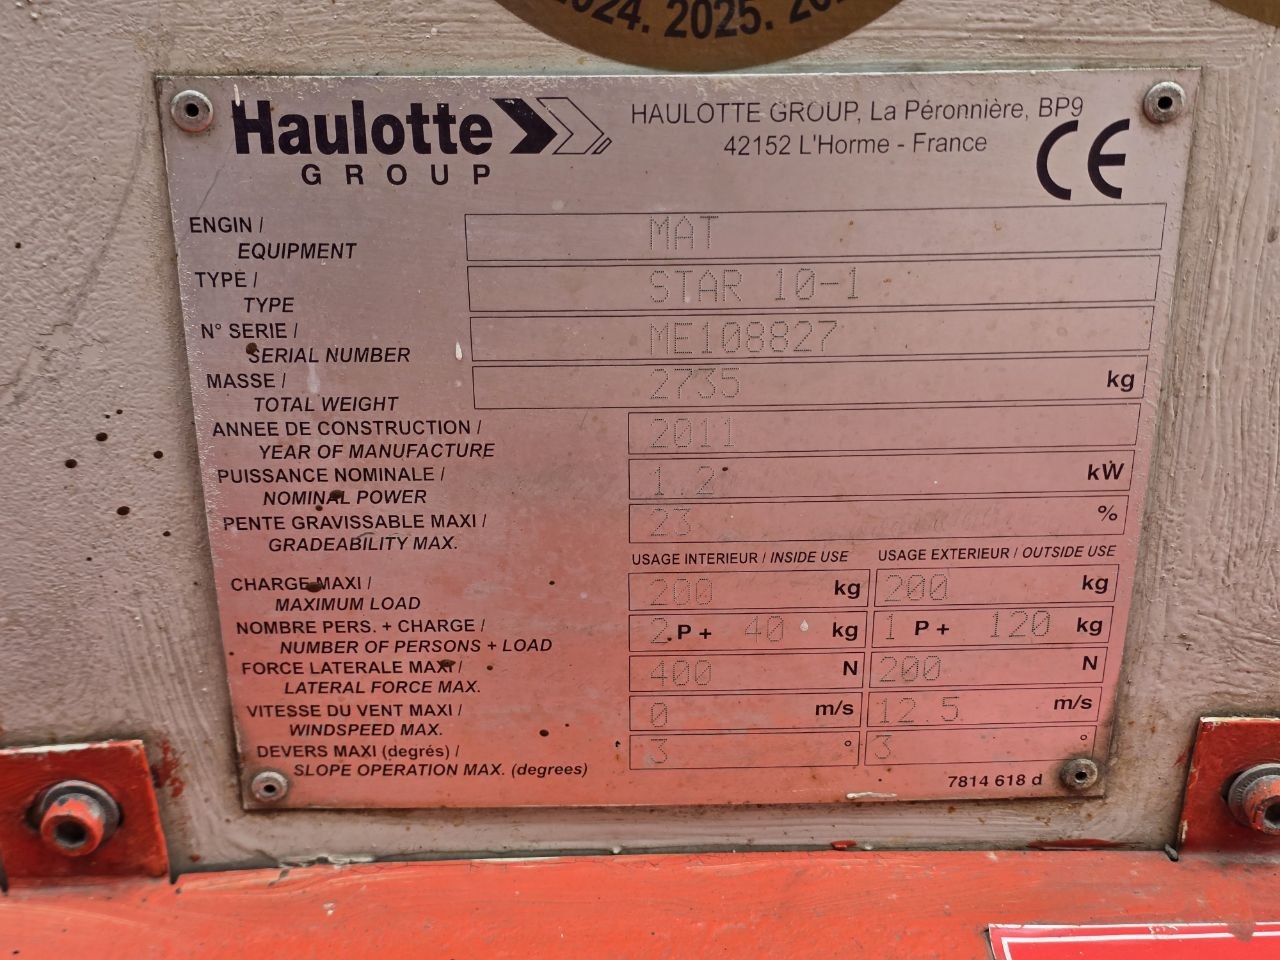 2024. 2025.
Haulotte
GROUP
HAULOTTE GROUP, La Péronnière, BP9
42152 L'Horme - France
CE
ENGIN /
EQUIPMENT
MAT
TYPE /
TYPE
STAR 10-1
N° SERIE /
SERIAL NUMBER
ME108827
MASSE /
TOTAL WEIGHT
2735 kg
ANNEE DE CONSTRUCTION /
YEAR OF MANUFACTURE
2011
PUISSANCE NOMINALE /
NOMINAL POWER
1.2 kW
PENTE GRAVISSABLE MAXI /
GRADEABILITY MAX.
23 %
USAGE INTERIEUR / INSIDE USE USAGE EXTERIEUR / OUTSIDE USE
CHARGE MAXI /
MAXIMUM LOAD
200 kg 200 kg
NOMBRE PERS. + CHARGE /
NUMBER OF PERSONS + LOAD
2 P + 40 kg 1 P + 120 kg
FORCE LATERALE MAXI /
LATERAL FORCE MAX.
400 N 200 N
VITESSE DU VENT MAXI /
WINDSPEED MAX.
0 m/s 12.5 m/s
DEVERS MAXI (degrés) /
SLOPE OPERATION MAX. (degrees)
3 ° 3 °
7814 618 d